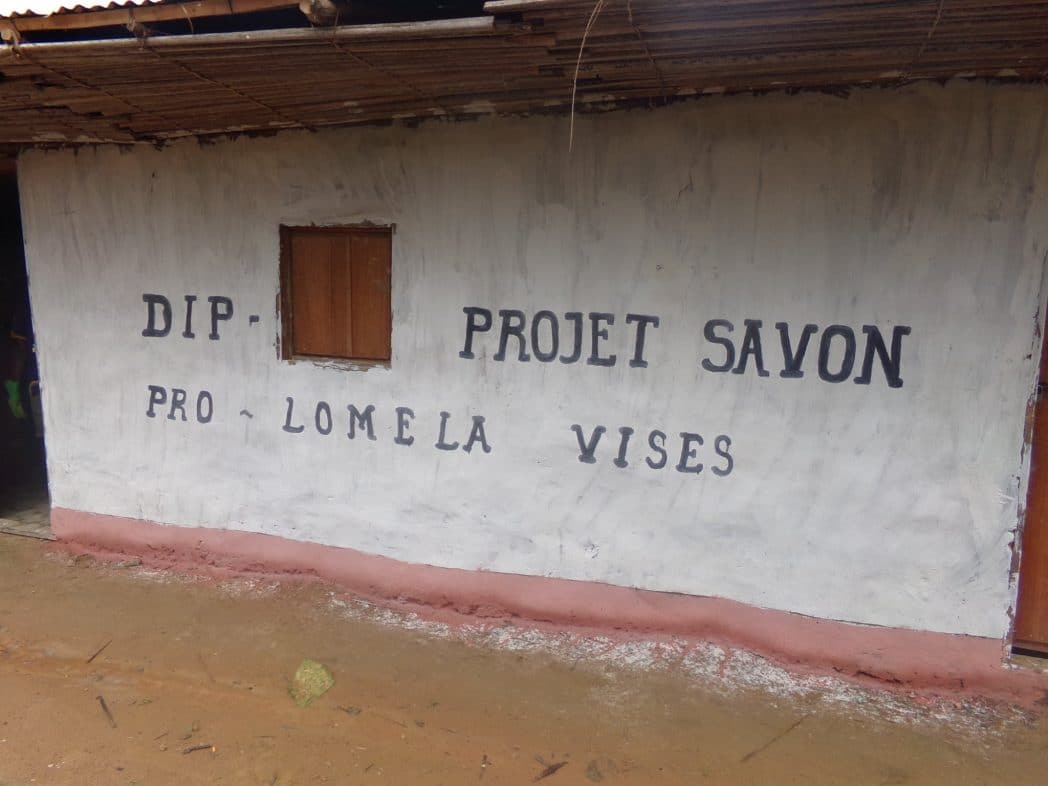 DIP- PROJET SAVON
PRO ~ LOMELA VISES